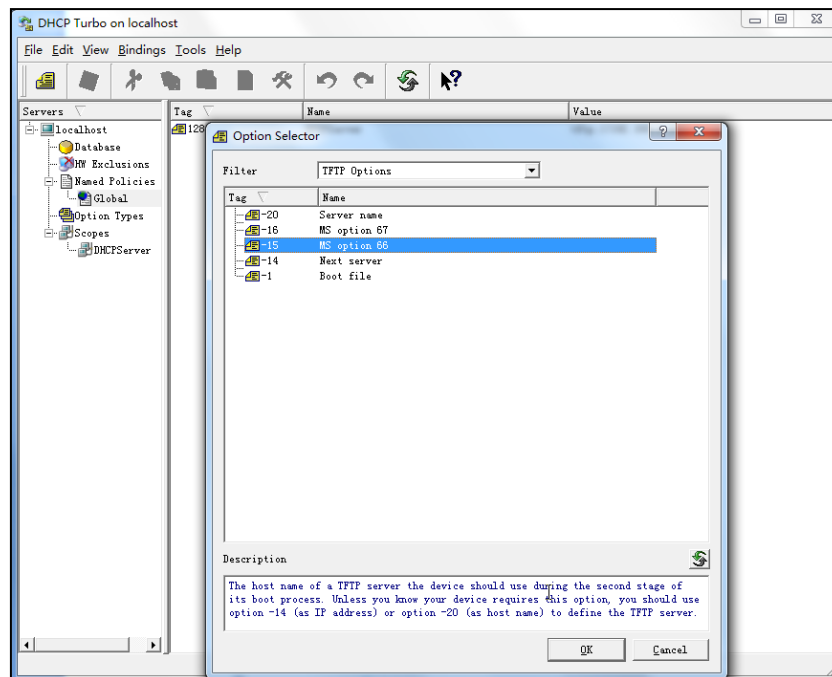 DHCP Turbo on localhost
File Edit View Bindings Tools Help
Servers
Tag Name Value
localhost
128
Database
HW Exclusions
Named Policies
Global
Option Types
Scopes
DHCPServer
Option Selector
Filter TFTP Options
Tag Name
-20 Server name
-16 MS option 67
-15 MS option 66
-14 Next server
-1 Boot file
Description
The host name of a TFTP server the device should use during the second stage of
its boot process. Unless you know your device requires this option, you should use
option -14 (as IP address) or option -20 (as host name) to define the TFTP server.
OK Cancel